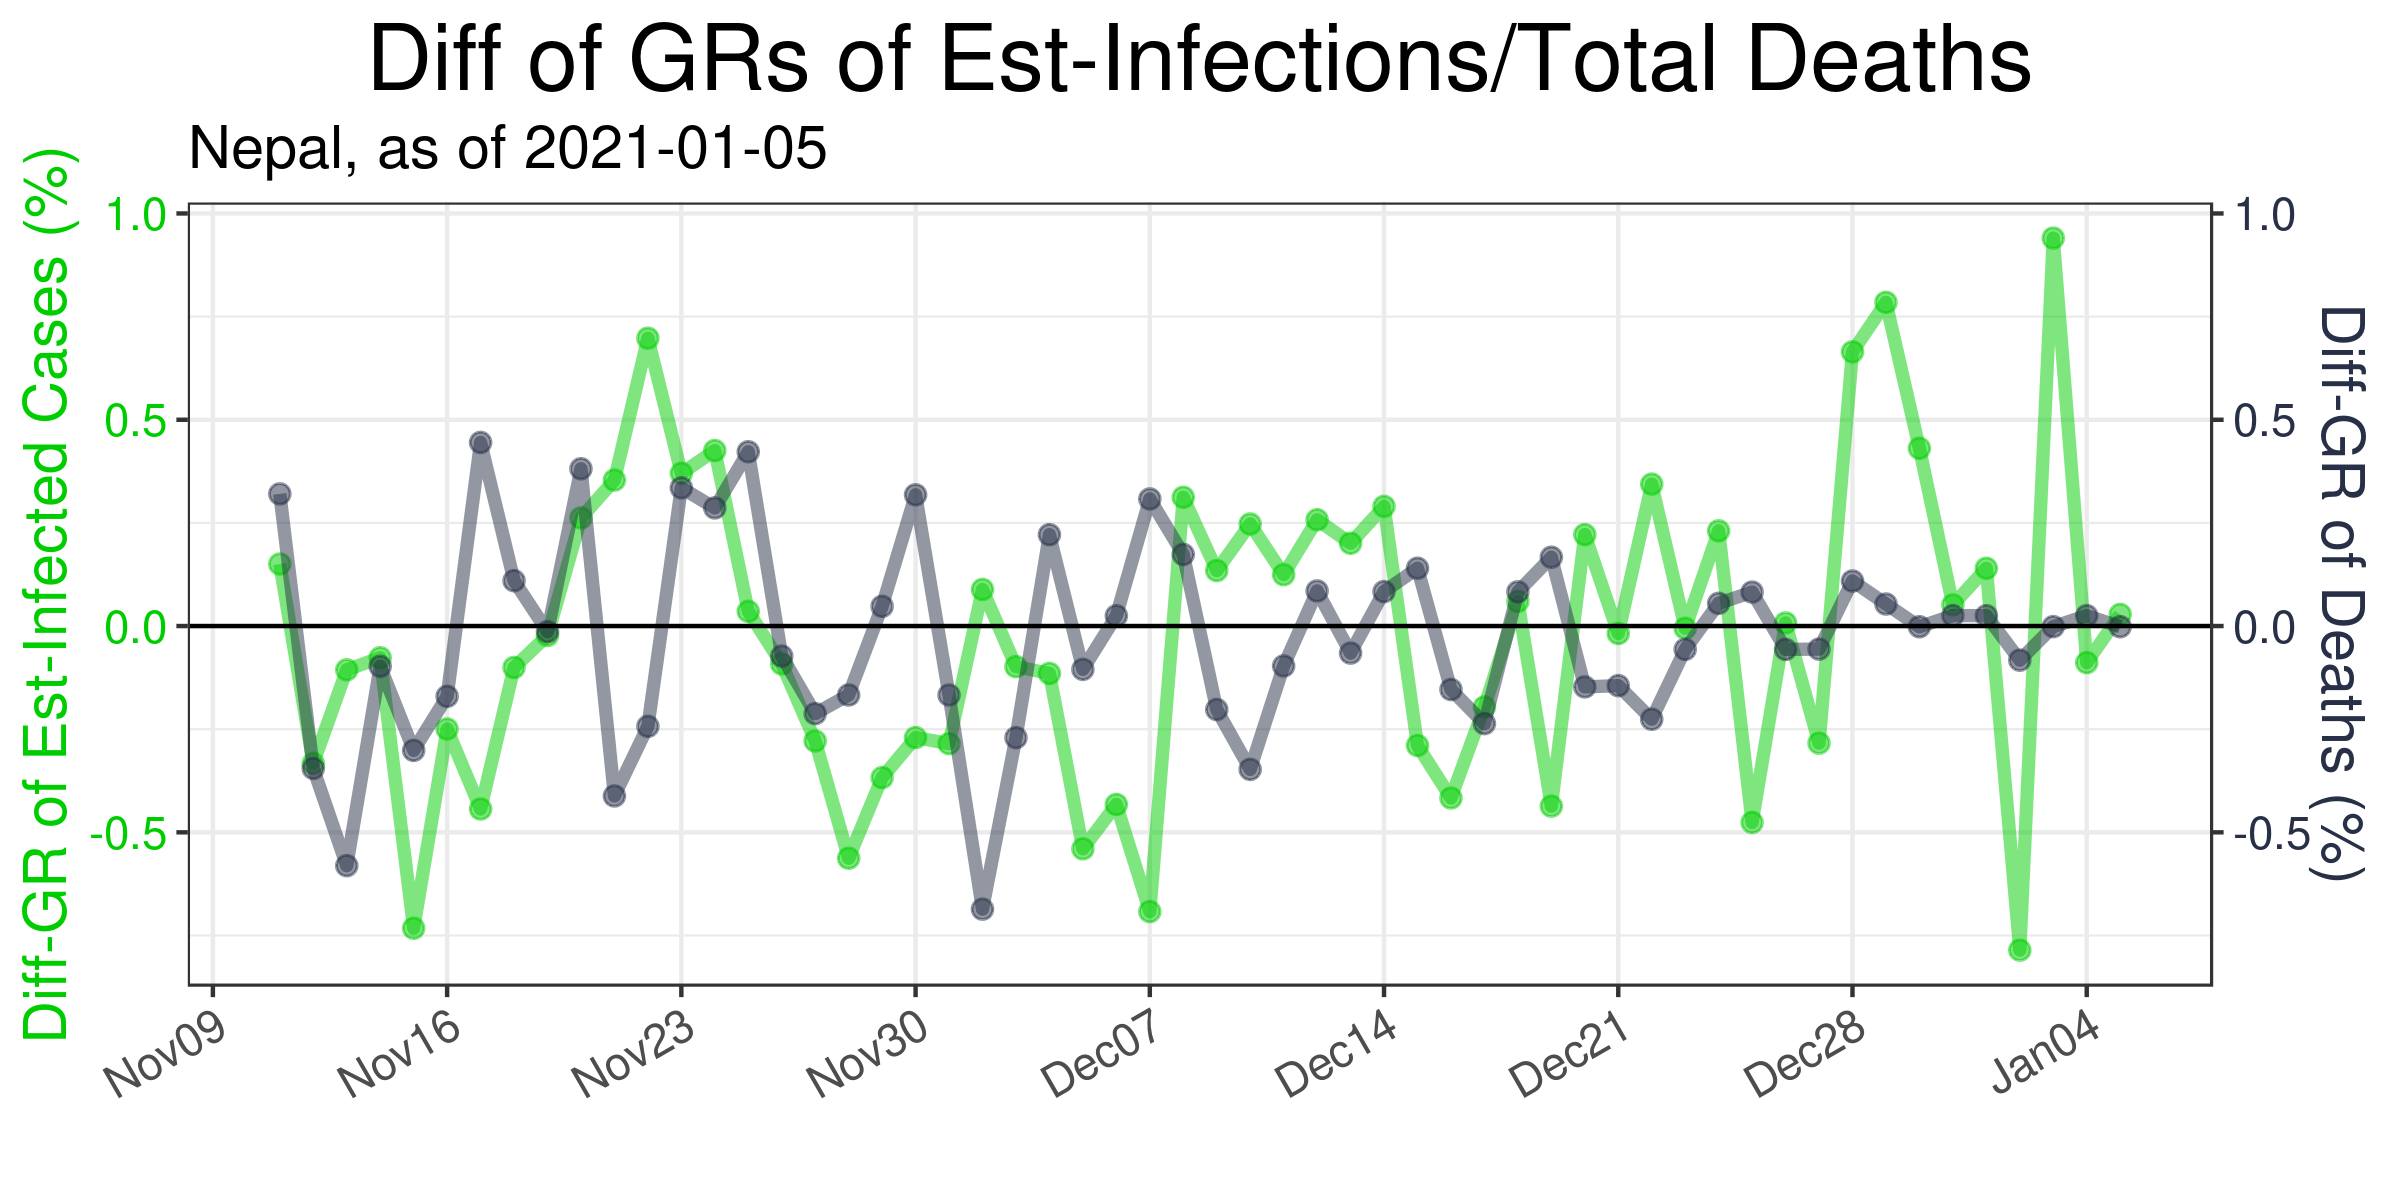 Diff of GRs of Est-Infections/Total Deaths
Nepal, as of 2021-01-05
Diff-GR of Est-Infected Cases (%)
1.0
0.5
0.0
-0.5
1.0
0.5
0.0
-0.5
Diff-GR of Deaths (%)
Nov09
Nov16
Nov23
Nov30
Dec07
Dec14
Dec21
Dec28
Jan04